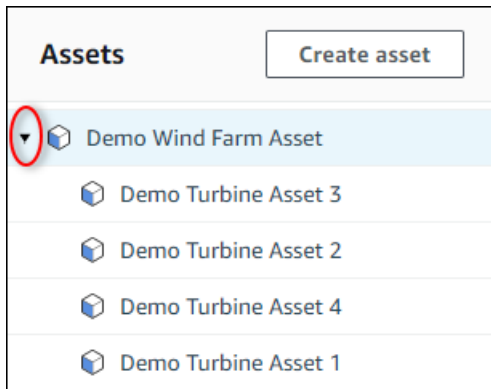 Assets
Create asset
Demo Wind Farm Asset
Demo Turbine Asset 3
Demo Turbine Asset 2
Demo Turbine Asset 4
Demo Turbine Asset 1